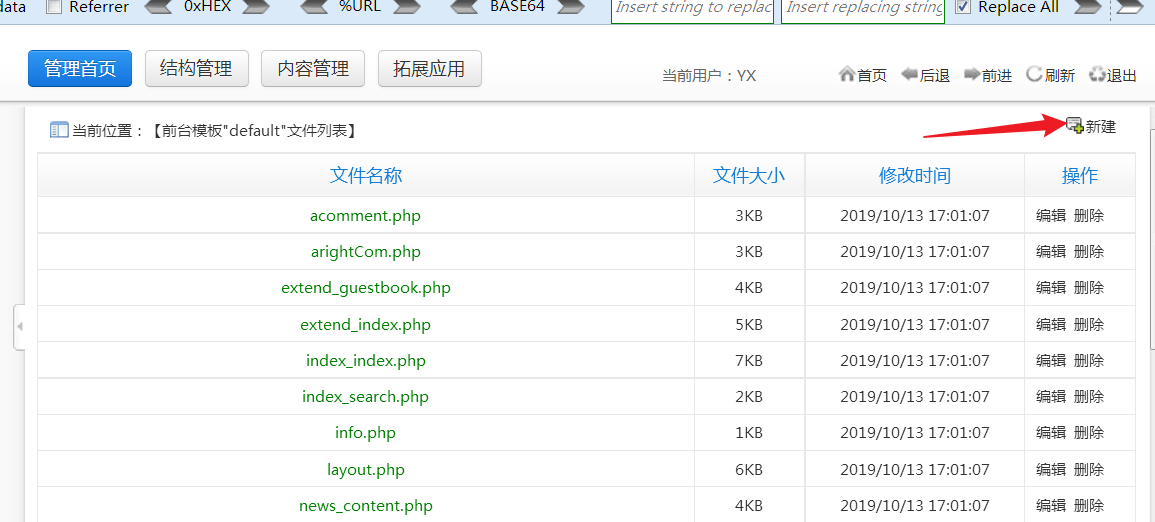 data Referrer 0xHEX %URL BASE64 Insert string to replac Insert replacing string Replace All
管理首页 结构管理 内容管理 拓展应用 当前用户：YX 首页 后退 前进 刷新 退出
当前位置：【前台模板"default"文件列表】 新建
文件名称 文件大小 修改时间 操作
acomment.php 3KB 2019/10/13 17:01:07 编辑 删除
arightCom.php 3KB 2019/10/13 17:01:07 编辑 删除
extend_guestbook.php 4KB 2019/10/13 17:01:07 编辑 删除
extend_index.php 5KB 2019/10/13 17:01:07 编辑 删除
index_index.php 7KB 2019/10/13 17:01:07 编辑 删除
index_search.php 2KB 2019/10/13 17:01:07 编辑 删除
info.php 1KB 2019/10/13 17:01:07 编辑 删除
layout.php 6KB 2019/10/13 17:01:07 编辑 删除
news_content.php 4KB 2019/10/13 17:01:07 编辑 删除